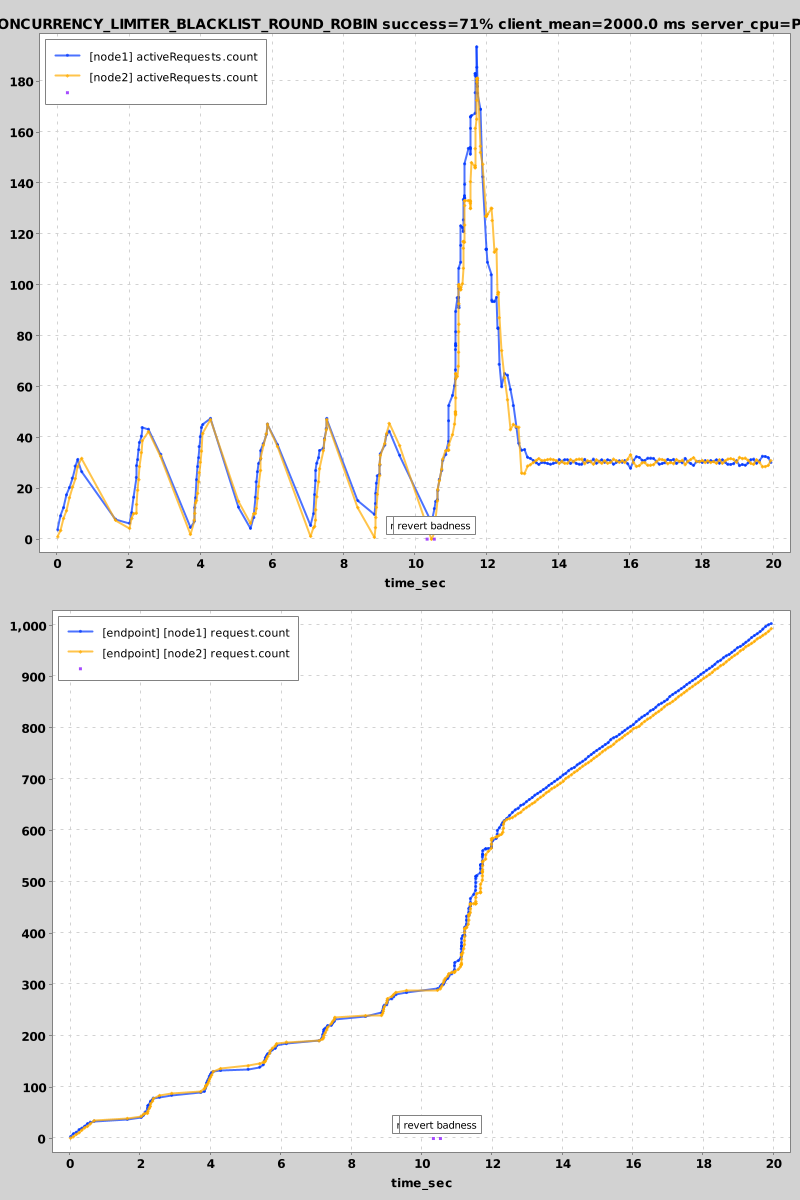 ONCURRENCY_LIMITER_BLACKLIST_ROUND_ROBIN success=71% client_mean=2000.0 ms server_cpu=P
[node1] activeRequests.count
[node2] activeRequests.count
180
160
140
120
100
80
60
40
20
0
r revert badness
0 2 4 6 8 10 12 14 16 18 20
time_sec
[endpoint] [node1] request.count
[endpoint] [node2] request.count
1,000
900
800
700
600
500
400
300
200
100
0
r revert badness
0 2 4 6 8 10 12 14 16 18 20
time_sec